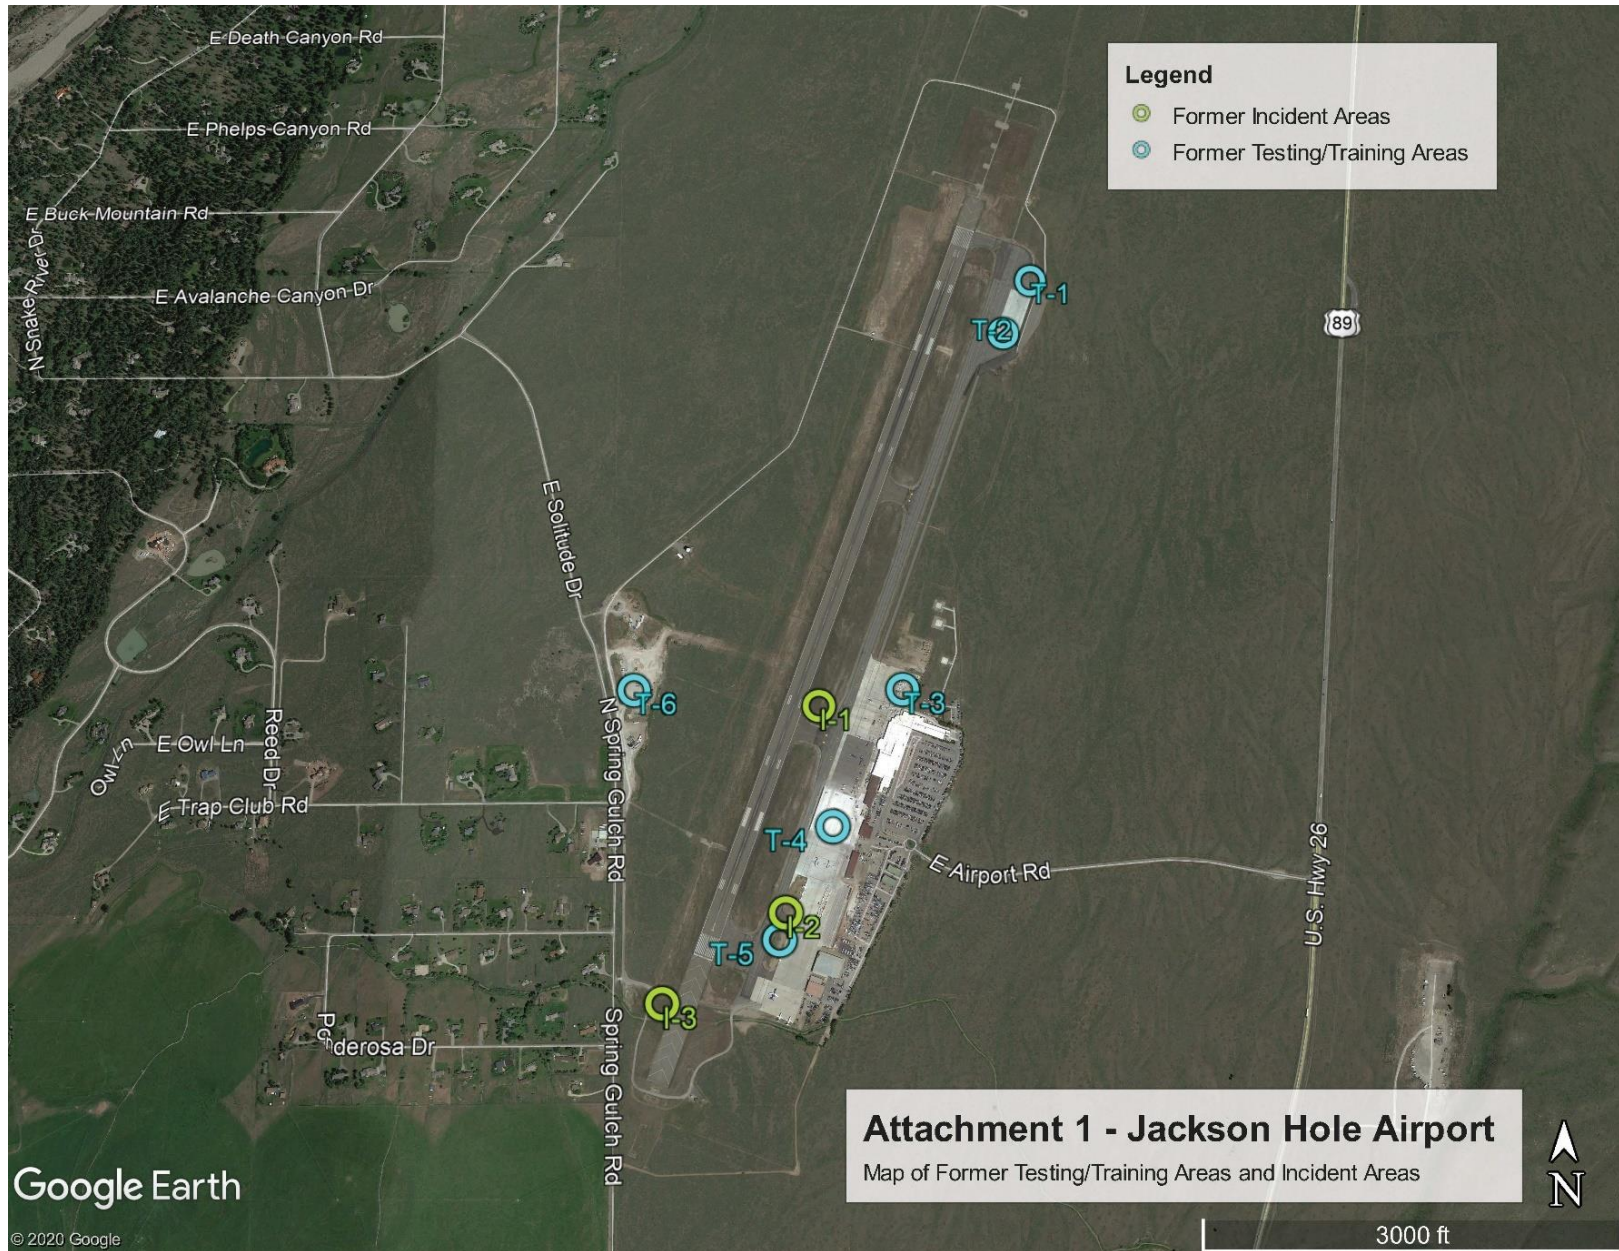 E Death Canyon Rd
Legend
Former Incident Areas
Former Testing/Training Areas
E Phelps Canyon Rd
E Buck Mountain Rd
N Snake River Dr
E Avalanche Canyon Dr
T-1
T-2
89
E Solitude Dr
T-6
T-3
I-1
N Spring Gulch Rd
Reed Dr
Owl Ln
E Owl Ln
E Trap Club Rd
T-4
E Airport Rd
U.S. Hwy 26
I-2
T-5
I-3
Ponderosa Dr
Spring Gulch Rd
Attachment 1 - Jackson Hole Airport
Map of Former Testing/Training Areas and Incident Areas
N
Google Earth
© 2020 Google
3000 ft